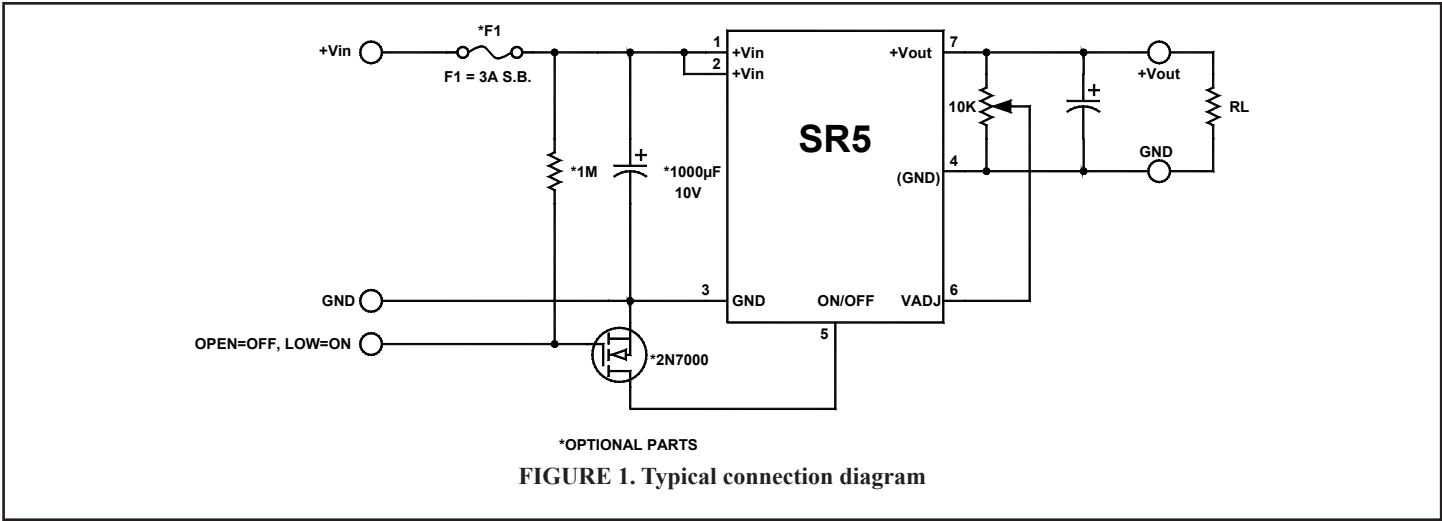 *F1
+Vin
F1 = 3A S.B.
1
+Vin
2
+Vin
7
+Vout
+Vout
10K
RL
SR5
*1M
*1000µF
10V
4
(GND)
GND
GND
3
GND
ON/OFF
VADJ
6
5
OPEN=OFF, LOW=ON
*2N7000
*OPTIONAL PARTS
FIGURE 1. Typical connection diagram